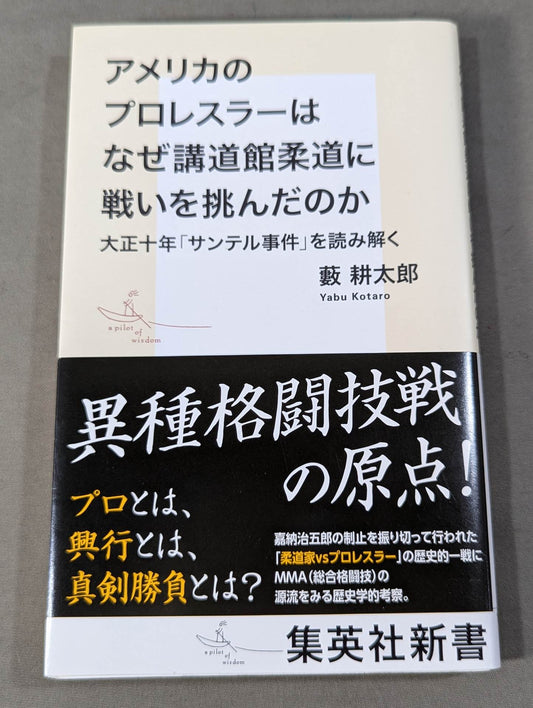 アメリカの
プロレスラーは
なぜ講道館柔道に
戦いを挑んだのか
大正十年「サンテル事件」を読み解く
藪 耕太郎
Yabu Kotaro
a pilot
of
wisdom
異種格闘技戦
の原点!
プロとは、
興行とは、
真剣勝負とは?
嘉納治五郎の制止を振り切って行われた
「柔道家vsプロレスラー」の歴史的一戦に
MMA(総合格闘技)の
源流をみる歴史学的考察。
a pilot
of
wisdom
集英社新書